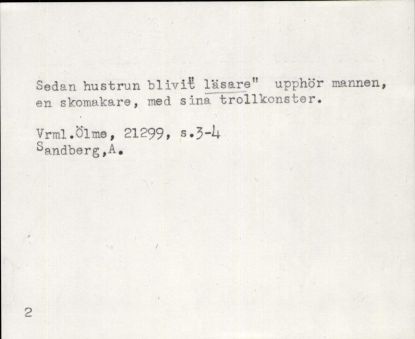 Sedan hustrun blivit "läsare" upphör mannen,
en skomakare, med sina trollkonster.
Vrml.Ölme, 21299, s.3-4
Sandberg,A.
2